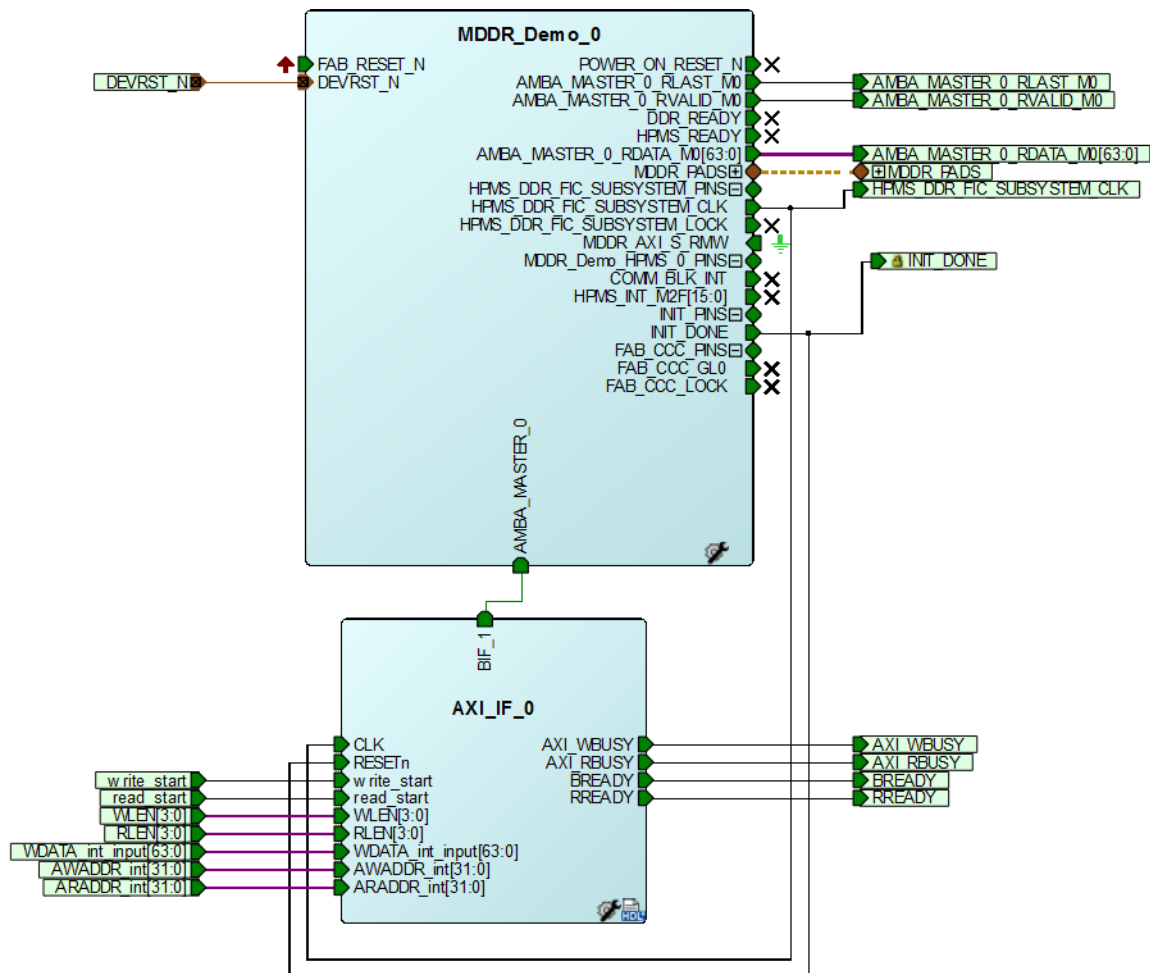 MDDR_Demo_0
FAB_RESET_N
DEVRST_N
DEVRST_N
POWER_ON_RESET_N
AMBA_MASTER_0_RLAST_M0
AMBA_MASTER_0_RVALID_M0
DDR_READY
HPMS_READY
AMBA_MASTER_0_RDATA_M0[63:0]
MDDR_PADS
HPMS_DDR_FIC_SUBSYSTEM_PINS
HPMS_DDR_FIC_SUBSYSTEM_CLK
HPMS_DDR_FIC_SUBSYSTEM_LOCK
MDDR_AXI_S_RMW
MDDR_Demo_HPMS_0_PINS
COMM_BLK_INT
HPMS_INT_M2F[15:0]
INIT_PINS
INIT_DONE
FAB_CCC_PINS
FAB_CCC_GL0
FAB_CCC_LOCK
AMBA_MASTER_0_RLAST_M0
AMBA_MASTER_0_RVALID_M0
AMBA_MASTER_0_RDATA_M0[63:0]
MDDR_PADS
HPMS_DDR_FIC_SUBSYSTEM_CLK
INIT_DONE
AMBA_MASTER_0
BIF_1
AXI_IF_0
CLK
RESETn
write_start
read_start
WLEN[3:0]
RLEN[3:0]
WDATA_int_input[63:0]
AWADDR_int[31:0]
ARADDR_int[31:0]
AXI_WBUSY
AXI_RBUSY
BREADY
RREADY
write_start
read_start
WLEN[3:0]
RLEN[3:0]
WDATA_int_input[63:0]
AWADDR_int[31:0]
ARADDR_int[31:0]
AXI_WBUSY
AXI_RBUSY
BREADY
RREADY
HDL